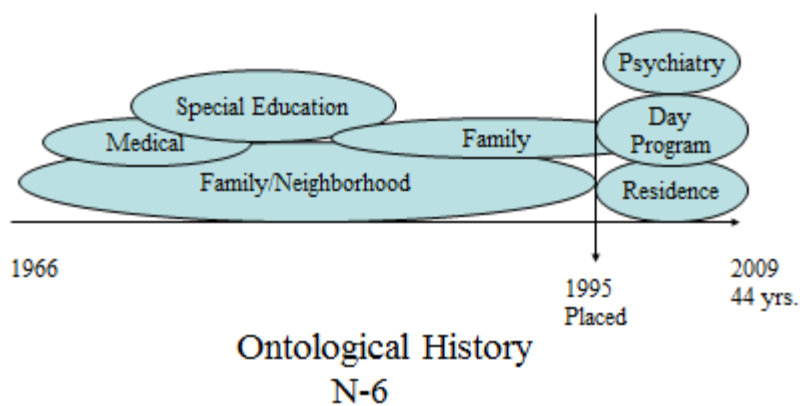 Psychiatry
Special Education
Day
Program
Medical
Family
Family/Neighborhood
Residence
1966
1995
Placed
2009
44 yrs.
Ontological History
N-6